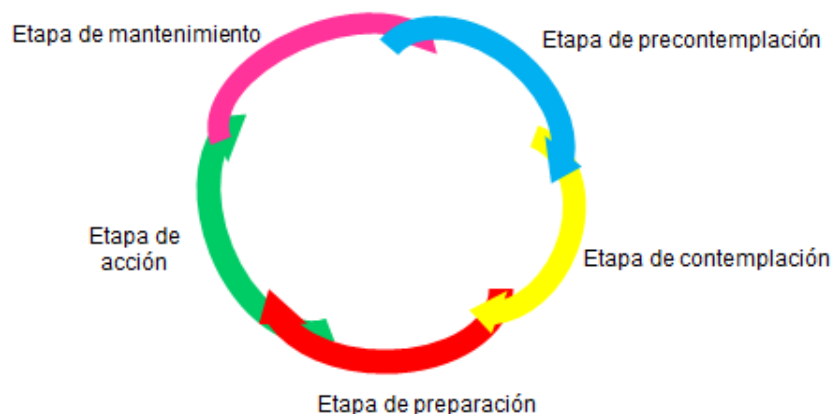 Etapa de mantenimiento
Etapa de precontemplación
Etapa de acción
Etapa de contemplación
Etapa de preparación